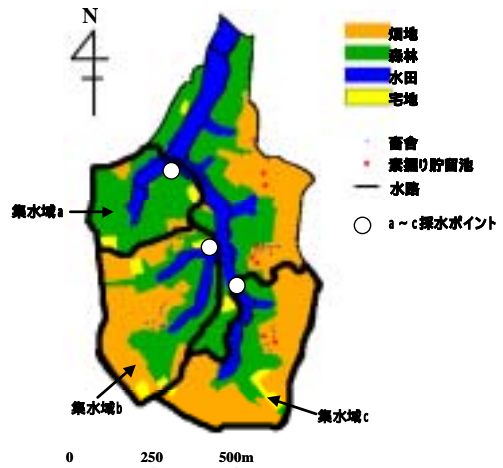 N
畑地
森林
水田
宅地
畜舎
素掘り貯留池
水路
a～c採水ポイント
集水域a
集水域b
集水域c
0 250 500m